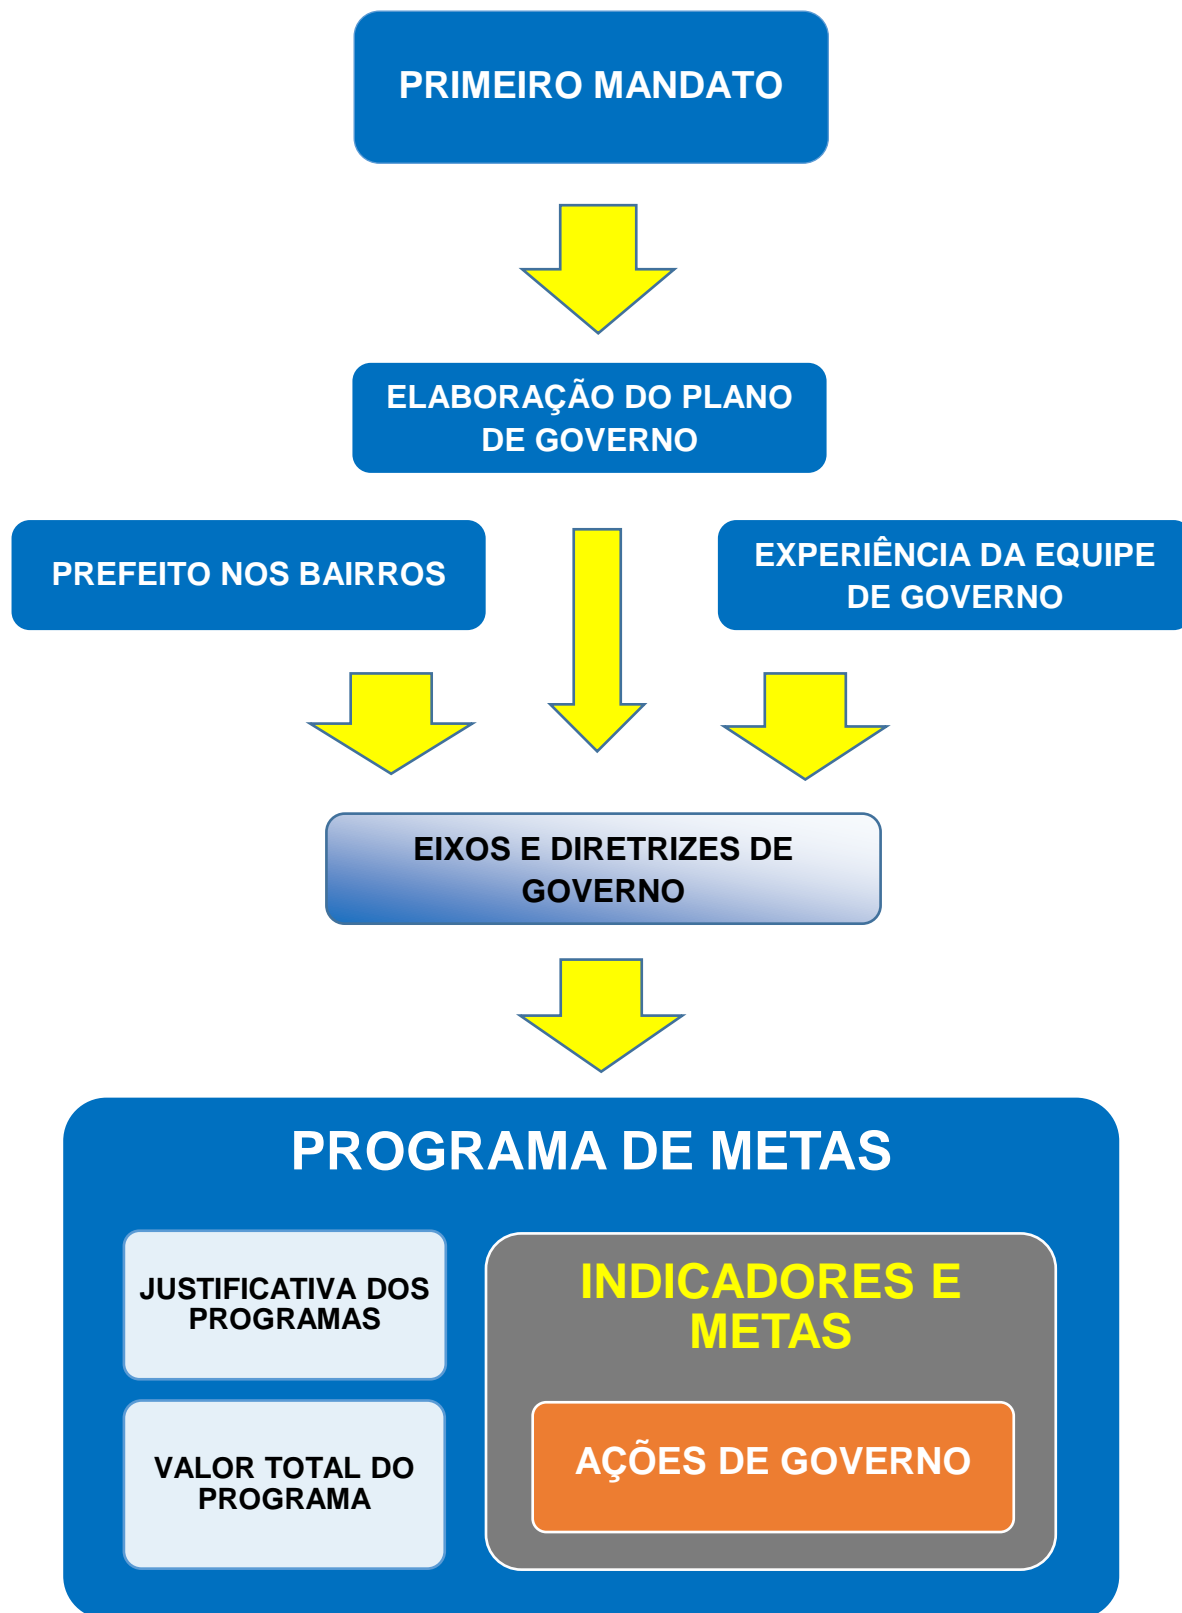 PRIMEIRO MANDATO
ELABORAÇÃO DO PLANO
DE GOVERNO
PREFEITO NOS BAIRROS
EXPERIÊNCIA DA EQUIPE
DE GOVERNO
EIXOS E DIRETRIZES DE
GOVERNO
PROGRAMA DE METAS
JUSTIFICATIVA DOS
PROGRAMAS
INDICADORES E
METAS
VALOR TOTAL DO
PROGRAMA
AÇÕES DE GOVERNO